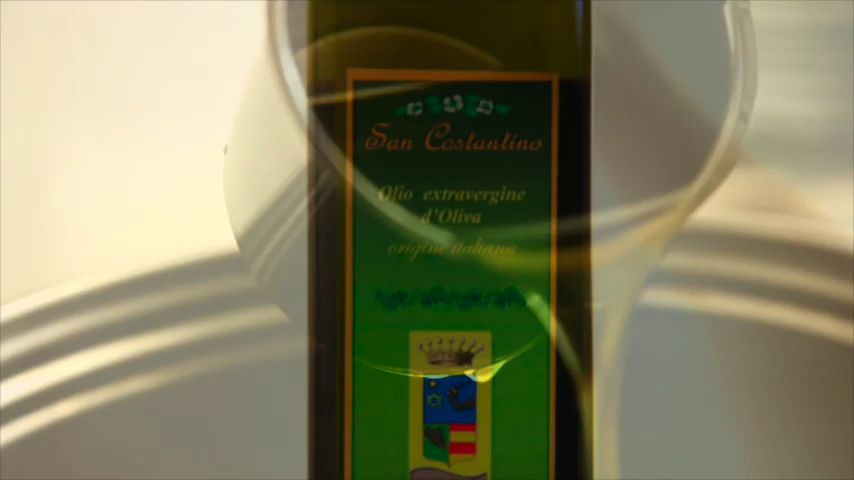 San Costantino
Olio extravergine
d'Oliva
origine italiana